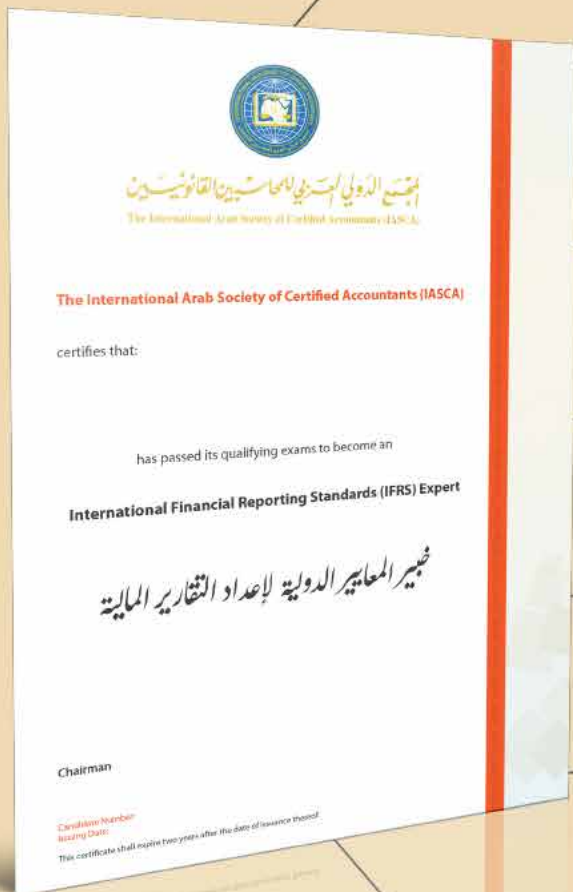 المجمع الدولي العربي للمحاسبين القانونيين
The International Arab Society of Certified Accountants (IASCA)
The International Arab Society of Certified Accountants (IASCA)
certifies that:
has passed its qualifying exams to become an
International Financial Reporting Standards (IFRS) Expert
خبير المعايير الدولية لإعداد التقارير المالية
Chairman
Candidate Number
Issuing Date:
This certificate shall expire two years after the date of issuance thereof